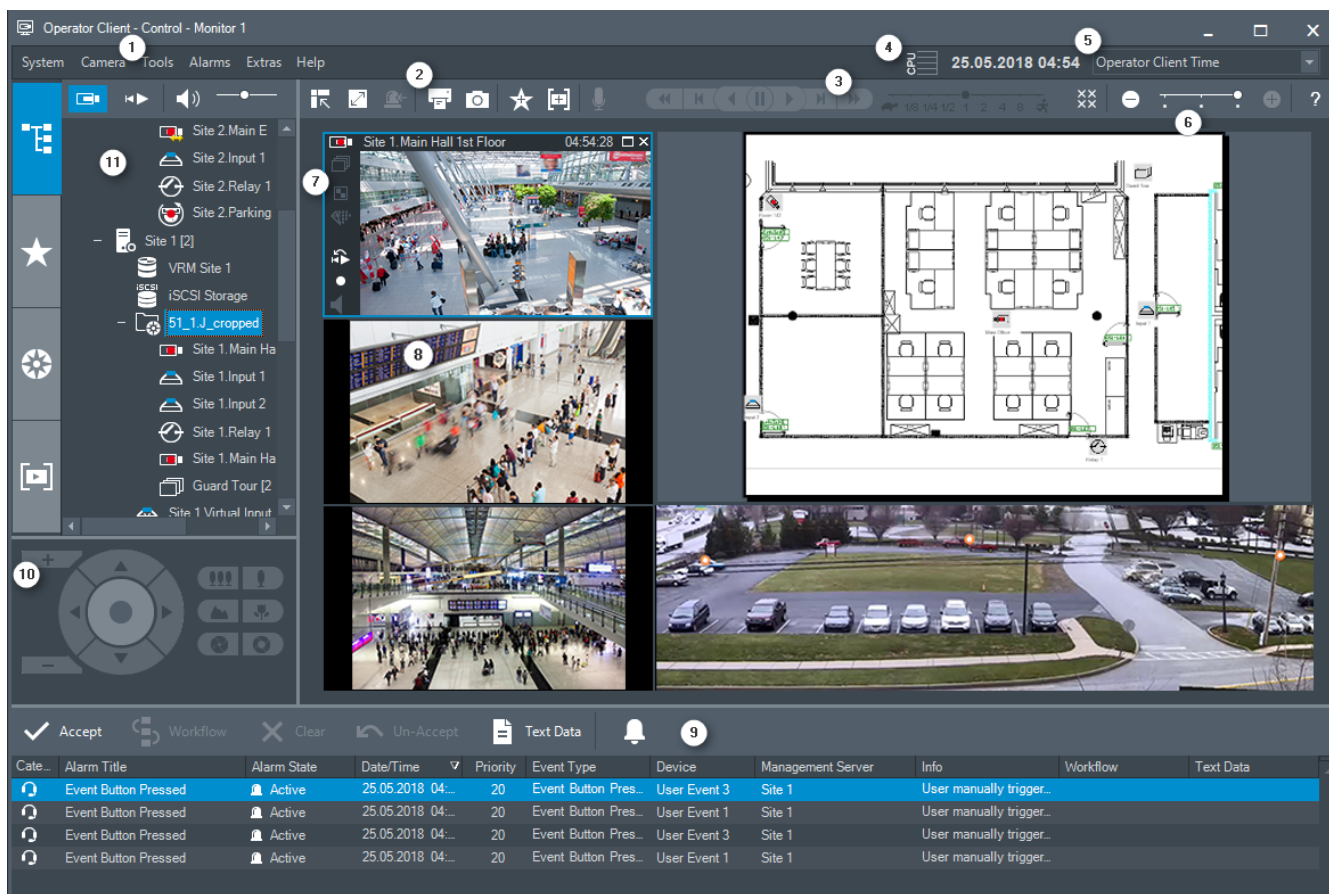 Operator Client - Control - Monitor 1
1
System Camera Tools Alarms Extras Help
4
CPU
25.05.2018 04:54
5
Operator Client Time
2
3
1/8 1/4 1/2 1 2 4 8
6
?
11
Site 2.Main E
Site 2.Input 1
Site 2.Relay 1
Site 2.Parking
Site 1 [2]
VRM Site 1
iSCSI
iSCSI Storage
51_1.J_cropped
Site 1.Main Ha
Site 1.Input 1
Site 1.Input 2
Site 1.Relay 1
Site 1.Main Ha
Guard Tour [2
Site 1.Virtual Input
7
Site 1.Main Hall 1st Floor 04:54:28
8
Guard Tour
Input 1
Main Office
Input 2
Relay 1
10
Accept Workflow Clear Un-Accept Text Data
9
Cate... Alarm Title Alarm State Date/Time Priority Event Type Device Management Server Info Workflow Text Data
Event Button Pressed Active 25.05.2018 04:... 20 Event Button Pres... User Event 3 Site 1 User manually trigger...
Event Button Pressed Active 25.05.2018 04:... 20 Event Button Pres... User Event 1 Site 1 User manually trigger...
Event Button Pressed Active 25.05.2018 04:... 20 Event Button Pres... User Event 3 Site 1 User manually trigger...
Event Button Pressed Active 25.05.2018 04:... 20 Event Button Pres... User Event 1 Site 1 User manually trigger...